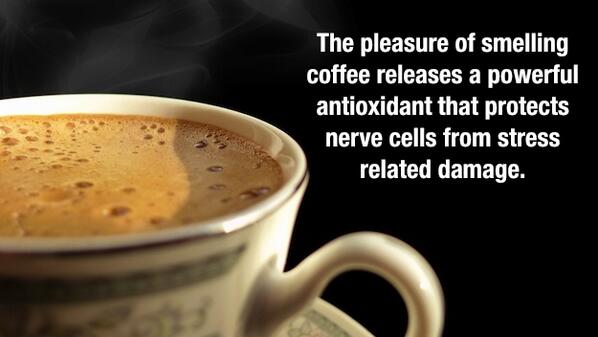 The pleasure of smelling
coffee releases a powerful
antioxidant that protects
nerve cells from stress
related damage.